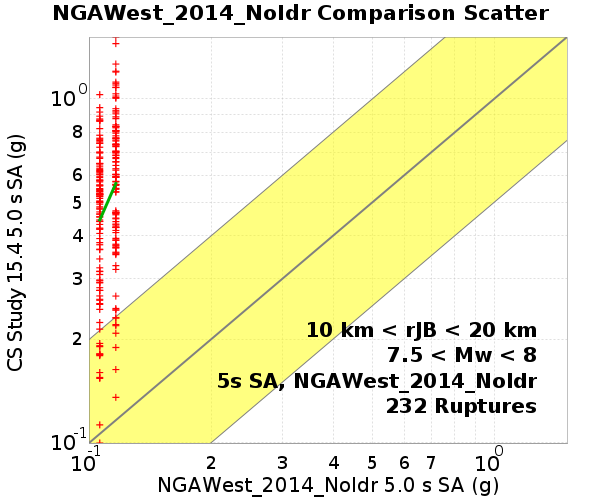 NGAWest_2014_NoIdr Comparison Scatter
CS Study 15.4 5.0 s SA (g)
10^0
8
6
5
4
3
2
10^-1
10 km < rJB < 20 km
7.5 < Mw < 8
5s SA, NGAWest_2014_NoIdr
232 Ruptures
10^-1 2 3 4 5 6 7 10^0
NGAWest_2014_NoIdr 5.0 s SA (g)